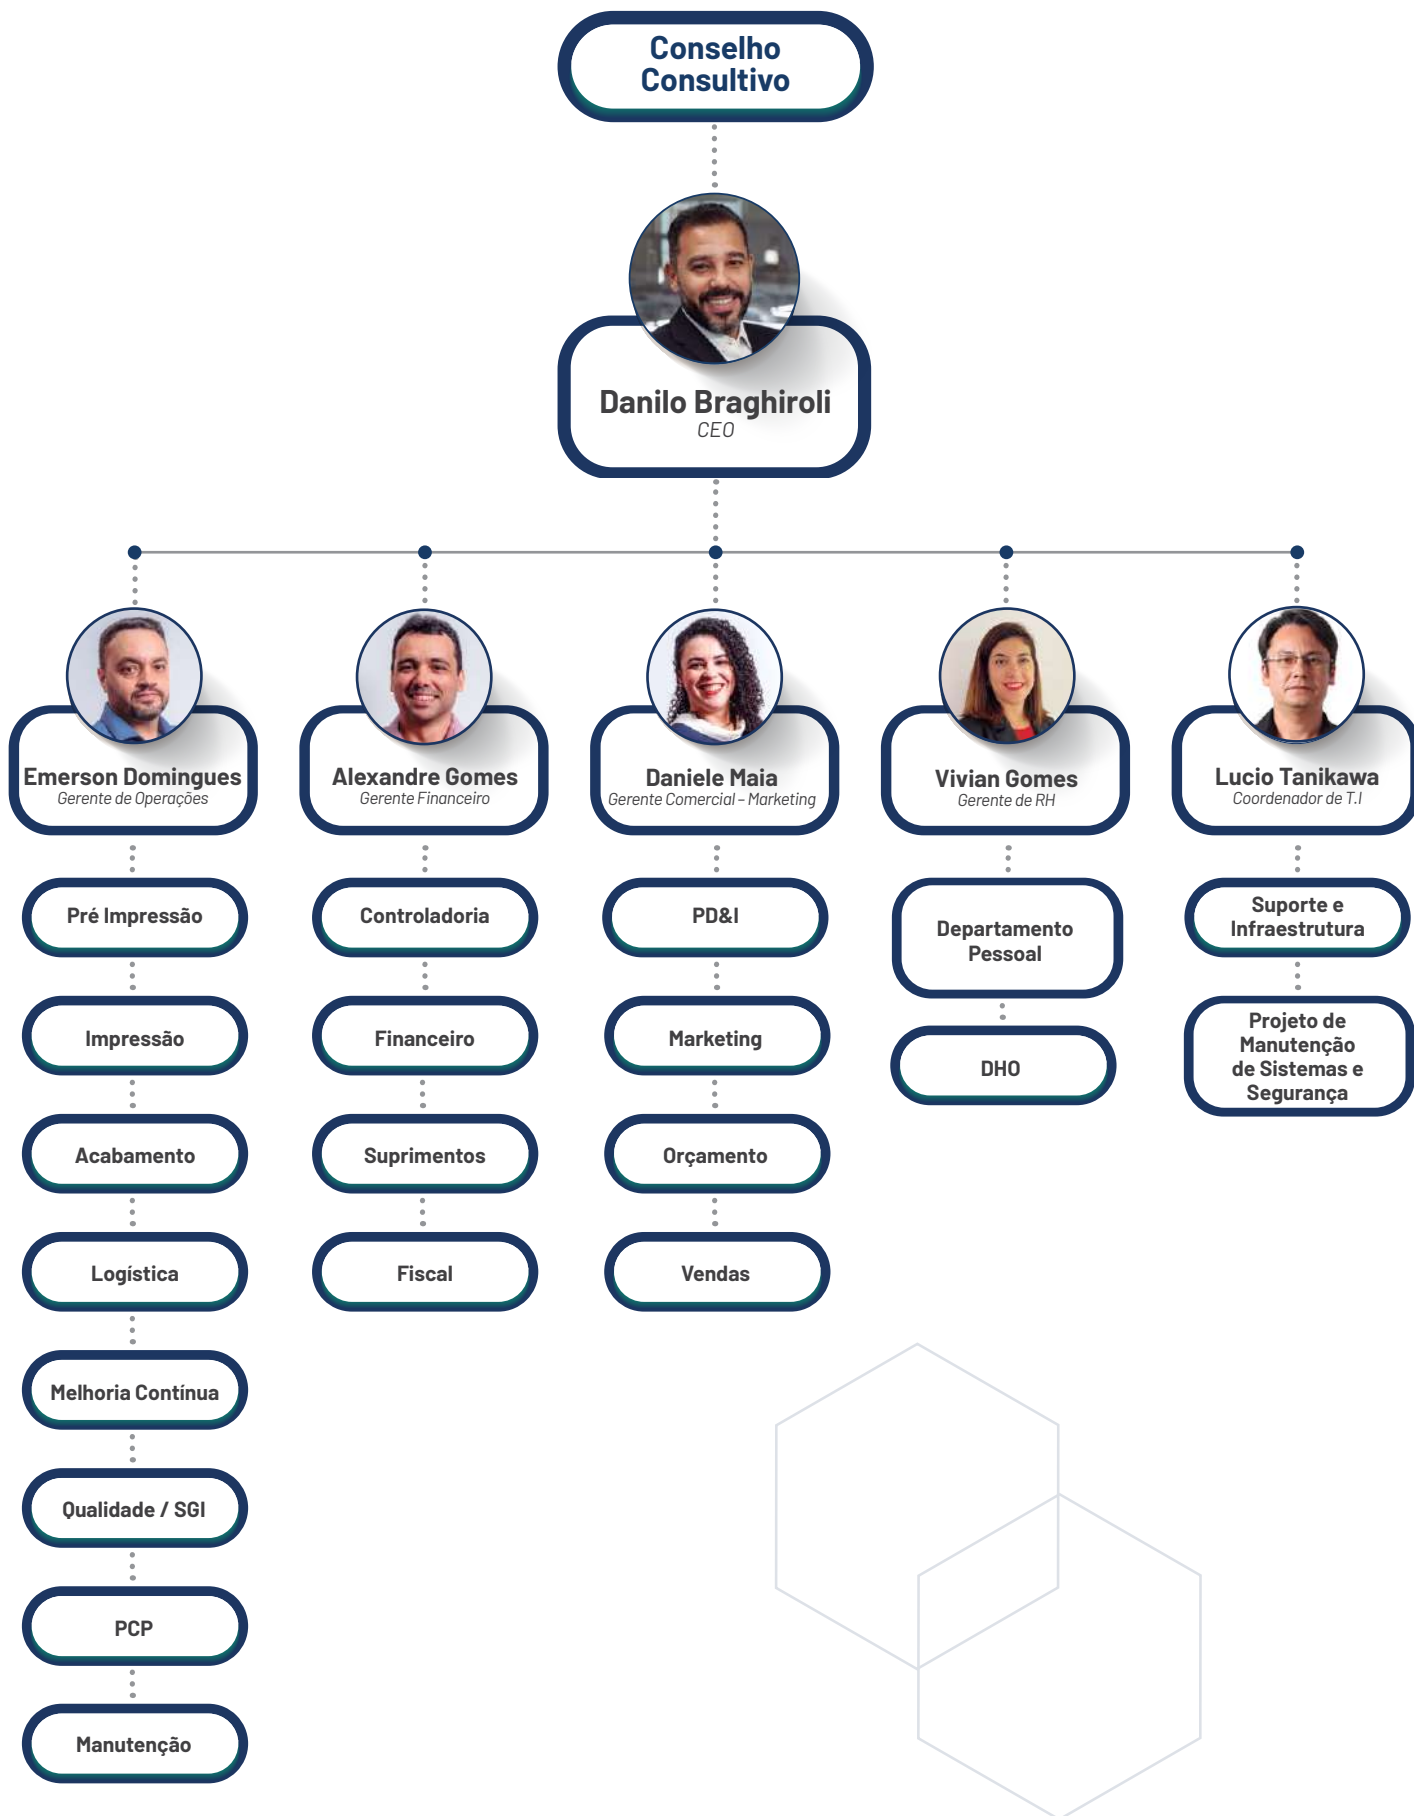 Conselho
Consultivo
Danilo Braghiroli
CEO
Emerson Domingues
Gerente de Operações
Alexandre Gomes
Gerente Financeiro
Daniele Maia
Gerente Comercial – Marketing
Vivian Gomes
Gerente de RH
Lucio Tanikawa
Coordenador de T.I
Pré Impressão
Impressão
Acabamento
Logística
Melhoria Contínua
Qualidade / SGI
PCP
Manutenção
Controladoria
Financeiro
Suprimentos
Fiscal
PD&I
Marketing
Orçamento
Vendas
Departamento
Pessoal
DHO
Suporte e
Infraestrutura
Projeto de
Manutenção
de Sistemas e
Segurança